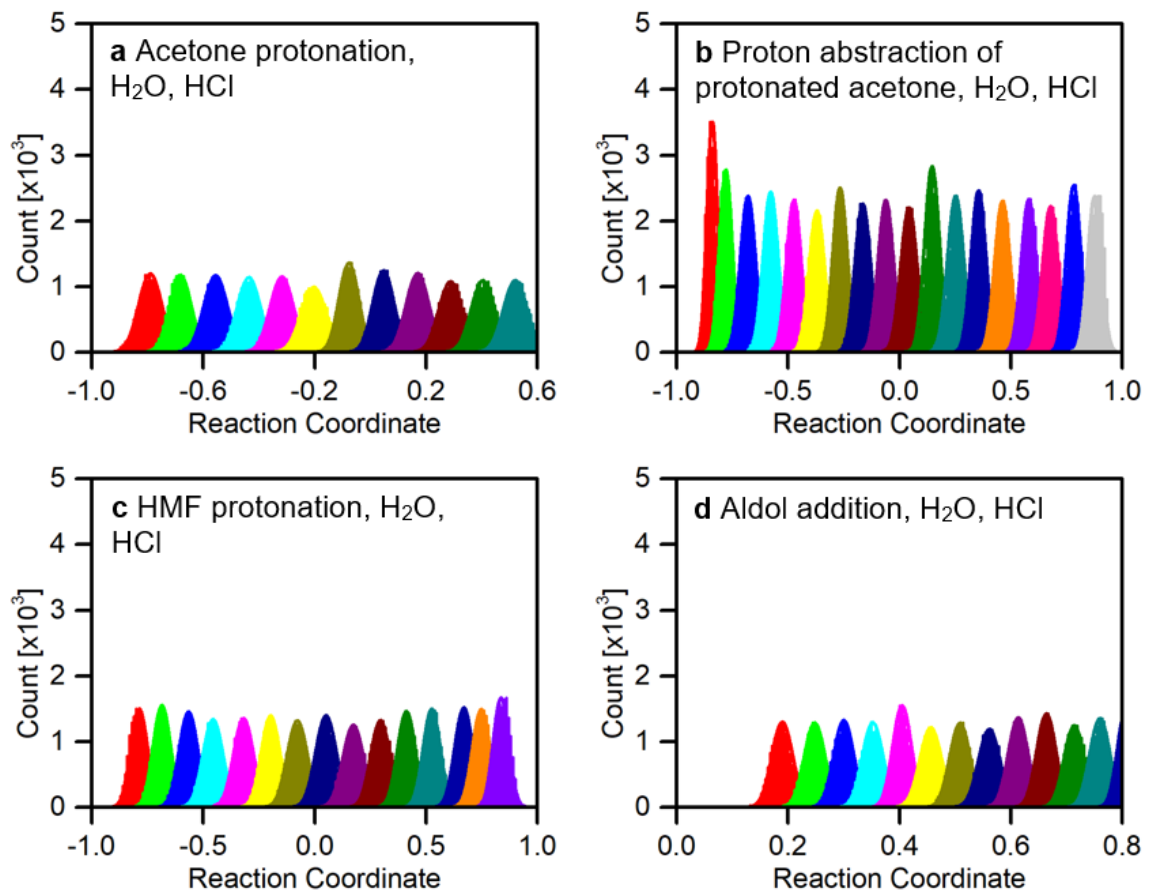 a Acetone protonation,
H₂O, HCl
Count [x10³]
5
4
3
2
1
0
-1.0 -0.6 -0.2 0.2 0.6
Reaction Coordinate
b Proton abstraction of
protonated acetone, H₂O, HCl
Count [x10³]
5
4
3
2
1
0
-1.0 -0.5 0.0 0.5 1.0
Reaction Coordinate
c HMF protonation, H₂O,
HCl
Count [x10³]
5
4
3
2
1
0
-1.0 -0.5 0.0 0.5 1.0
Reaction Coordinate
d Aldol addition, H₂O, HCl
Count [x10³]
5
4
3
2
1
0
0.0 0.2 0.4 0.6 0.8
Reaction Coordinate